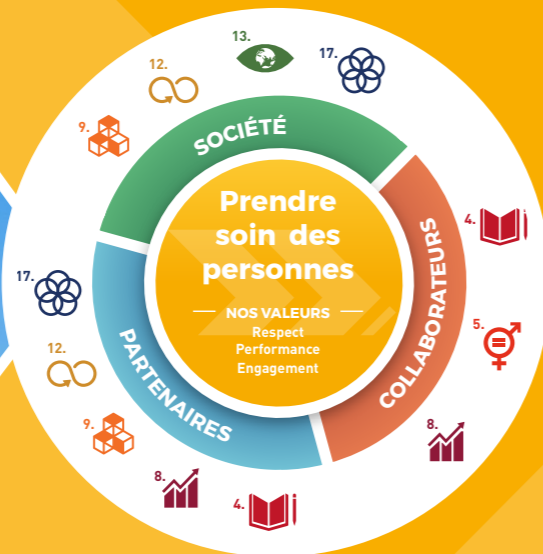 13.
12.
17.
9.
SOCIÉTÉ
Prendre
soin des
personnes
NOS VALEURS
Respect
Performance
Engagement
4.
COLLABORATEURS
5.
8.
17.
12.
PARTENAIRES
9.
8.
4.